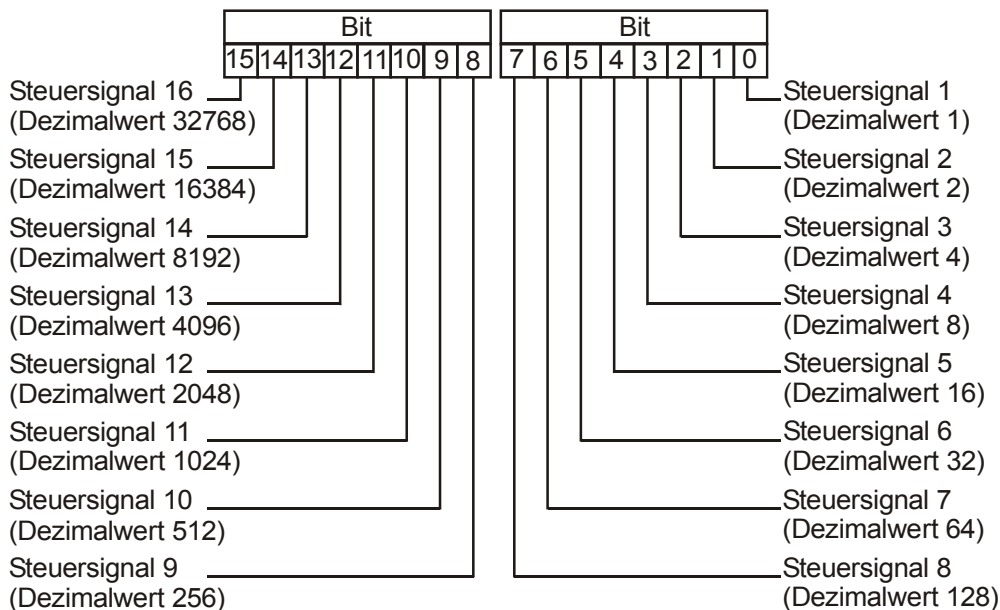 Bit Bit
15 14 13 12 11 10 9 8 7 6 5 4 3 2 1 0
Steuersignal 16
(Dezimalwert 32768)
Steuersignal 15
(Dezimalwert 16384)
Steuersignal 14
(Dezimalwert 8192)
Steuersignal 13
(Dezimalwert 4096)
Steuersignal 12
(Dezimalwert 2048)
Steuersignal 11
(Dezimalwert 1024)
Steuersignal 10
(Dezimalwert 512)
Steuersignal 9
(Dezimalwert 256)
Steuersignal 1
(Dezimalwert 1)
Steuersignal 2
(Dezimalwert 2)
Steuersignal 3
(Dezimalwert 4)
Steuersignal 4
(Dezimalwert 8)
Steuersignal 5
(Dezimalwert 16)
Steuersignal 6
(Dezimalwert 32)
Steuersignal 7
(Dezimalwert 64)
Steuersignal 8
(Dezimalwert 128)